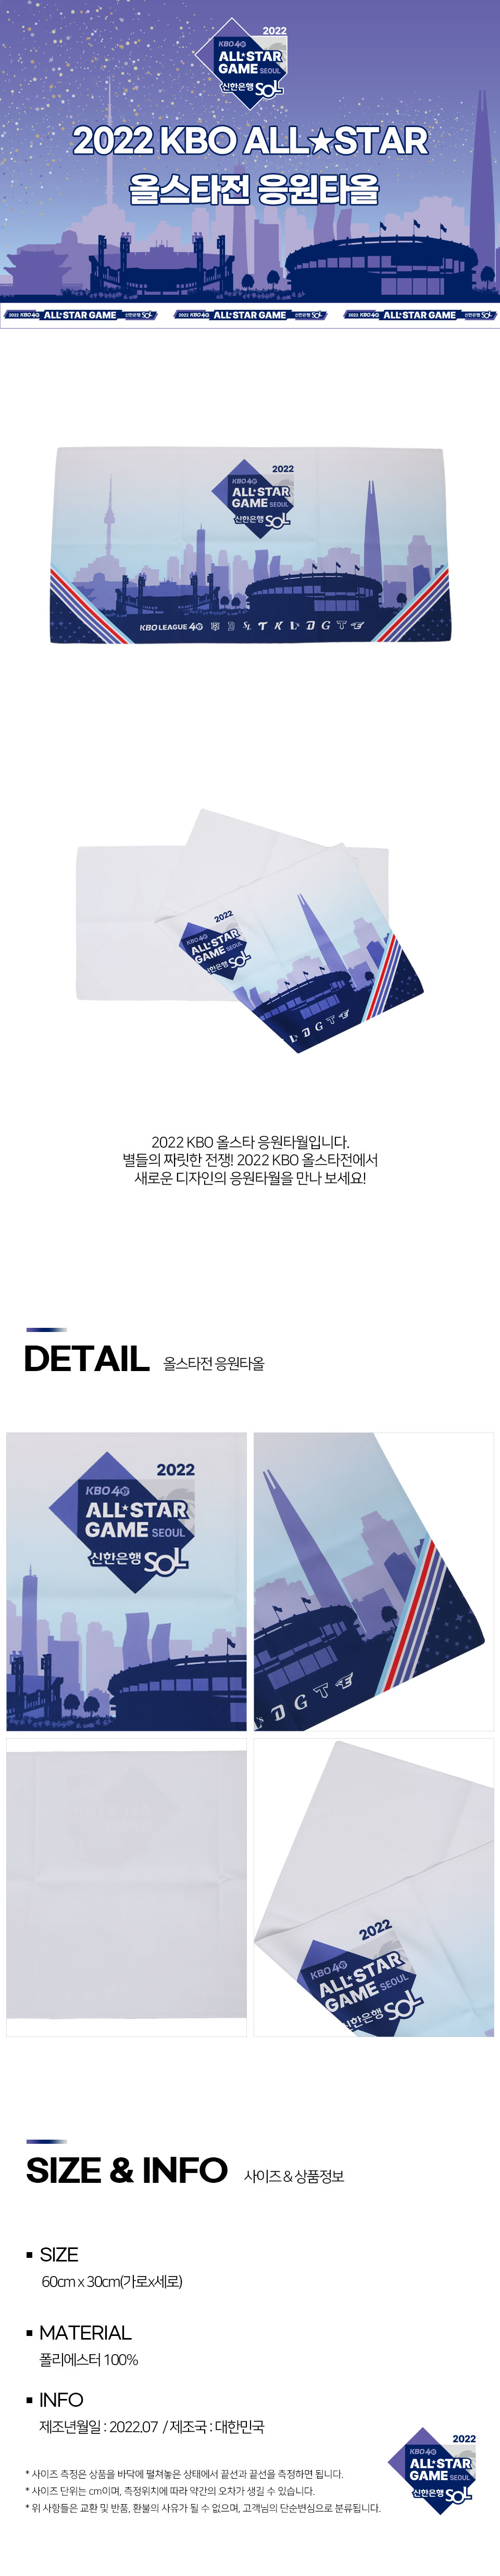 2022
KBO 40
ALL★STAR
GAME SEOUL
신한은행 SOL
2022 KBO ALL★STAR
올스타전 응원타올
2022 KBO 40 ALL★STAR GAME 신한은행 SOL
2022 KBO 40 ALL★STAR GAME 신한은행 SOL
2022 KBO 40 ALL★STAR GAME 신한은행 SOL
2022
KBO 40
ALL★STAR
GAME SEOUL
신한은행 SOL
KBO LEAGUE 40
2022
KBO 40
ALL★STAR
GAME SEOUL
신한은행 SOL
D G T E
2022 KBO 올스타 응원타월입니다.
별들의 짜릿한 전쟁! 2022 KBO 올스타전에서
새로운 디자인의 응원타월을 만나 보세요!
DETAIL 올스타전 응원타올
2022
KBO 40
ALL★STAR
GAME SEOUL
신한은행 SOL
D G T E
2022
KBO 40
ALL★STAR
GAME SEOUL
신한은행 SOL
SIZE & INFO 사이즈 & 상품정보
SIZE
60cm x 30cm(가로x세로)
MATERIAL
폴리에스터 100%
INFO
제조년월일 : 2022.07 / 제조국 : 대한민국
2022
KBO 40
ALL★STAR
GAME SEOUL
신한은행 SOL
* 사이즈 측정은 상품을 바닥에 펼쳐놓은 상태에서 끝선과 끝선을 측정하면 됩니다.
* 사이즈 단위는 cm이며, 측정위치에 따라 약간의 오차가 생길 수 있습니다.
* 위 사항들은 교환 및 반품, 환불의 사유가 될 수 없으며, 고객님의 단순변심으로 분류됩니다.